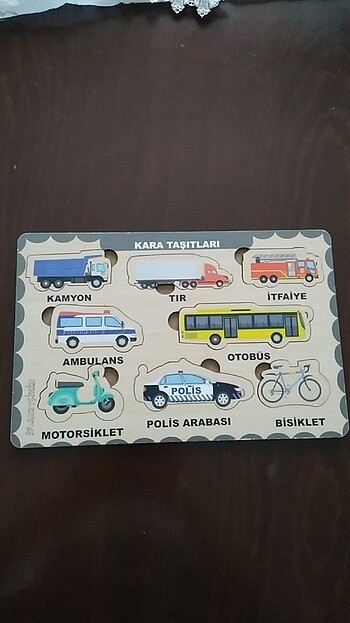 KARA TAŞITLARI
KAMYON
TIR
İTFAİYE
AMBULANS
OTOBÜS
POLİS
MOTORSİKLET
POLİS ARABASI
BİSİKLET